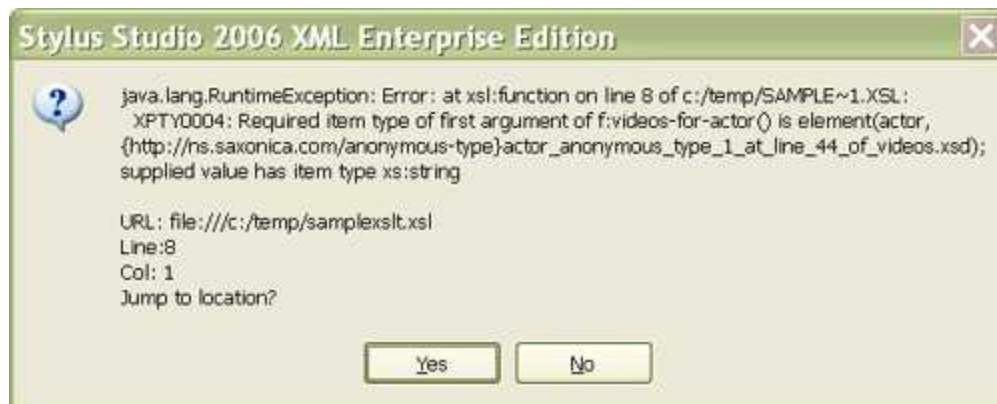 Stylus Studio 2006 XML Enterprise Edition
java.lang.RuntimeException: Error: at xsl:function on line 8 of c:/temp/SAMPLE~1.XSL:
XPTY0004: Required item type of first argument of f:videos-for-actor() is element(actor,
{http://ns.saxonica.com/anonymous-type}actor_anonymous_type_1_at_line_44_of_videos.xsd);
supplied value has item type xs:string
URL: file:///c:/temp/samplexslt.xsl
Line:8
Col: 1
Jump to location?
Yes No